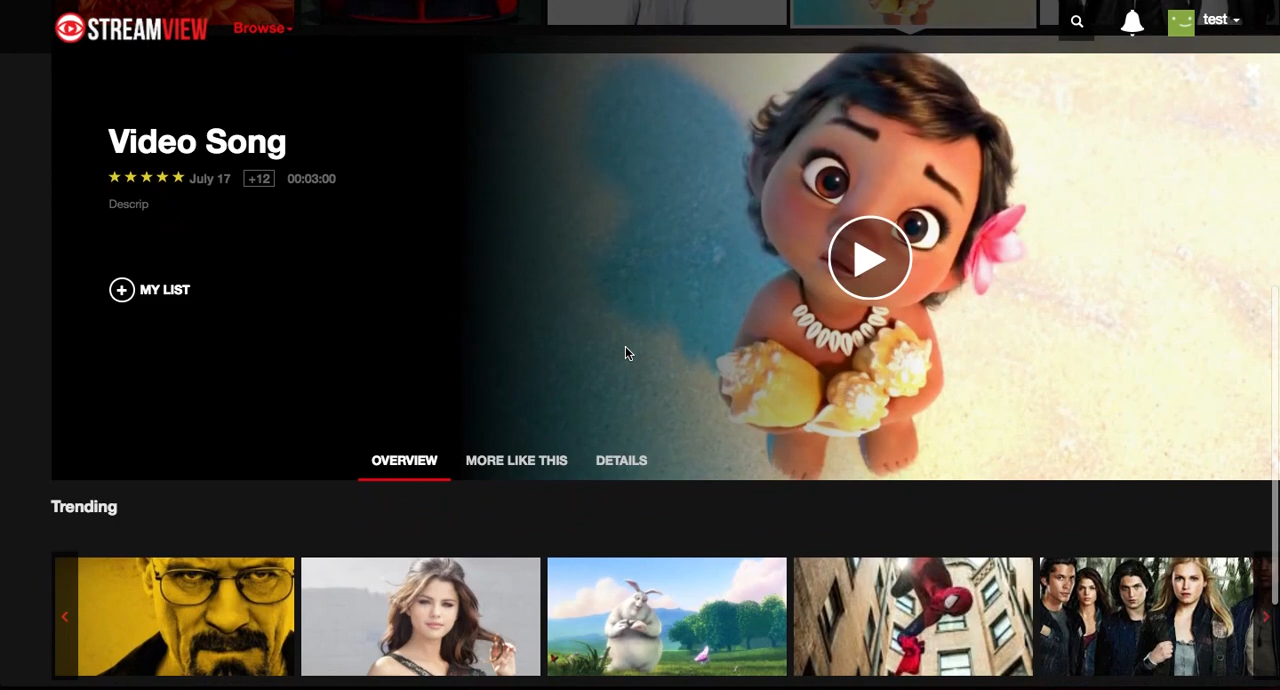 STREAMVIEW Browse test
Video Song
July 17 +12 00:03:00
Descrip
MY LIST
OVERVIEW MORE LIKE THIS DETAILS
Trending